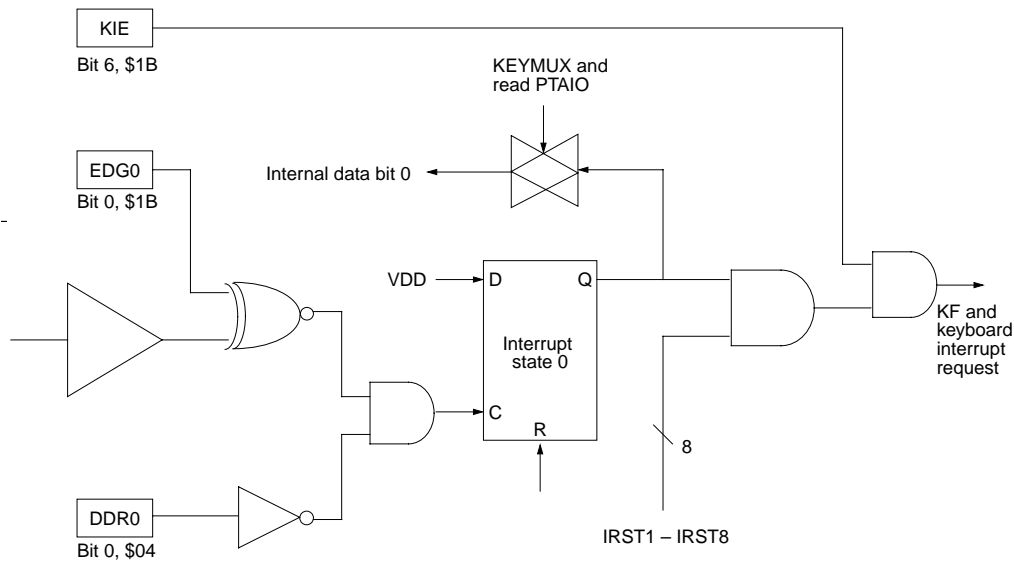 KIE
Bit 6, $1B
KEYMUX and
read PTAIO
EDG0
Bit 0, $1B
Internal data bit 0
VDD
D
Q
Interrupt
state 0
C
R
KF and
keyboard
interrupt
request
8
DDR0
Bit 0, $04
IRST1 – IRST8